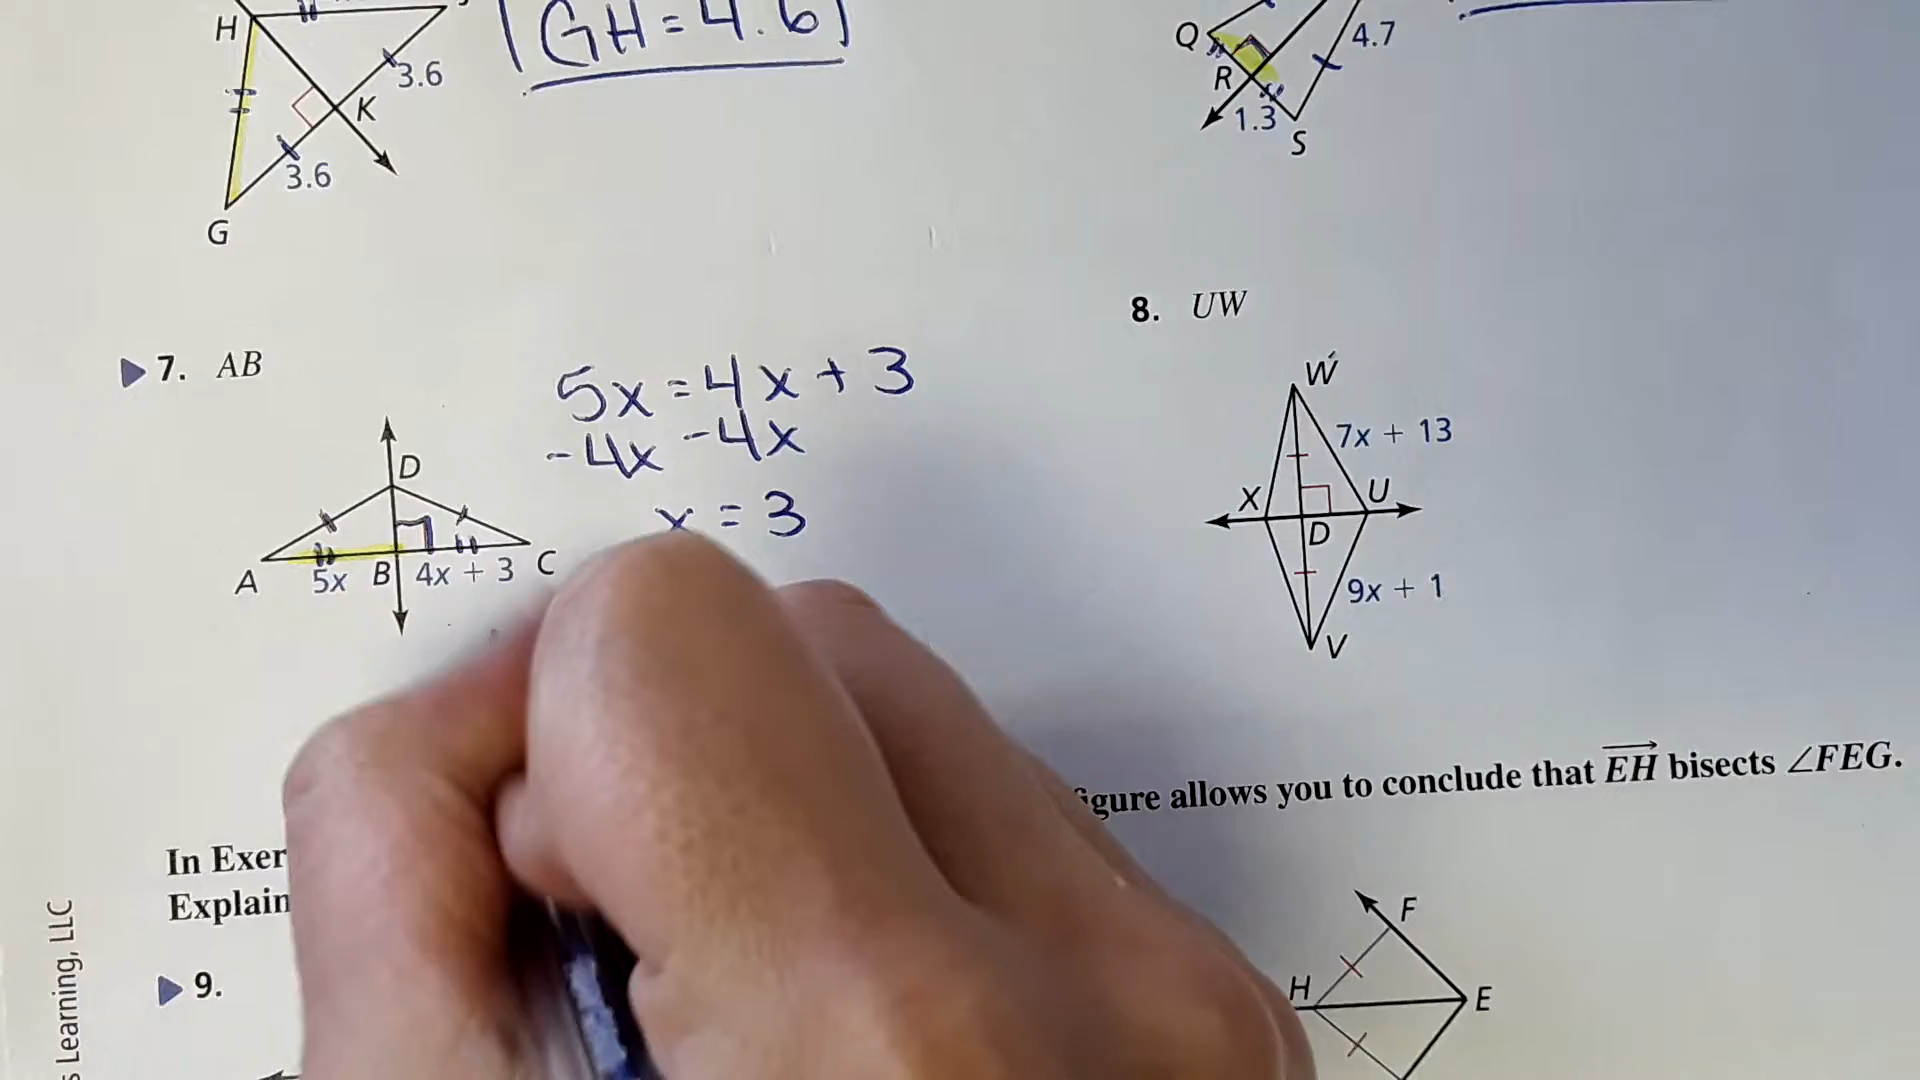 H
GH = 4.6
3.6
K
3.6
G
Q
4.7
R
1.3
S
7. AB
5x = 4x + 3
-4x -4x
x = 3
D
A
5x
B
4x + 3
C
8. UW
W
7x + 13
X
U
D
9x + 1
V
In Exer
figure allows you to conclude that EH bisects ∠FEG.
Explain
9.
F
H
E
s Learning, LLC